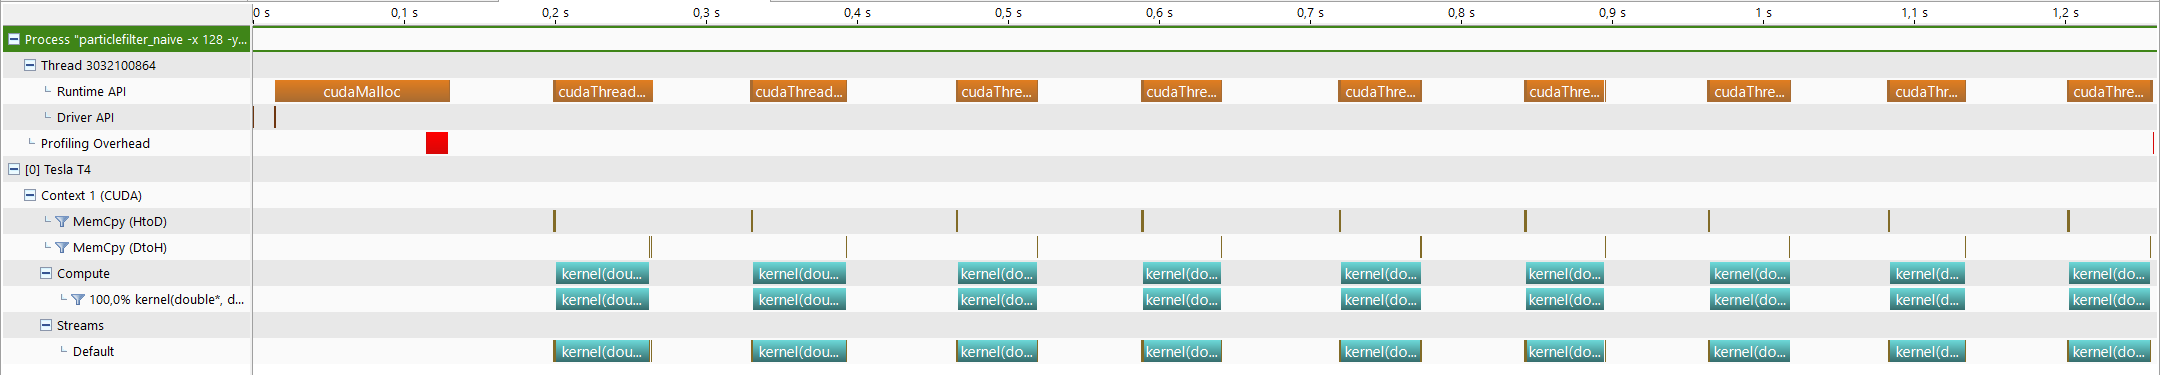 0 s 0,1 s 0,2 s 0,3 s 0,4 s 0,5 s 0,6 s 0,7 s 0,8 s 0,9 s 1 s 1,1 s 1,2 s
Process "particlefilter_naive -x 128 -y...
Thread 3032100864
Runtime API cudaMalloc cudaThread... cudaThread... cudaThre... cudaThre... cudaThre... cudaThre... cudaThre... cudaThr... cudaThre...
Driver API
Profiling Overhead
[0] Tesla T4
Context 1 (CUDA)
MemCpy (HtoD)
MemCpy (DtoH)
Compute kernel(dou... kernel(dou... kernel(do... kernel(do... kernel(do... kernel(do... kernel(do... kernel(d... kernel(do...
100,0% kernel(double*, d... kernel(dou... kernel(dou... kernel(do... kernel(do... kernel(do... kernel(do... kernel(do... kernel(d... kernel(do...
Streams
Default kernel(dou... kernel(dou... kernel(do... kernel(do... kernel(do... kernel(do... kernel(do... kernel(d... kernel(do...